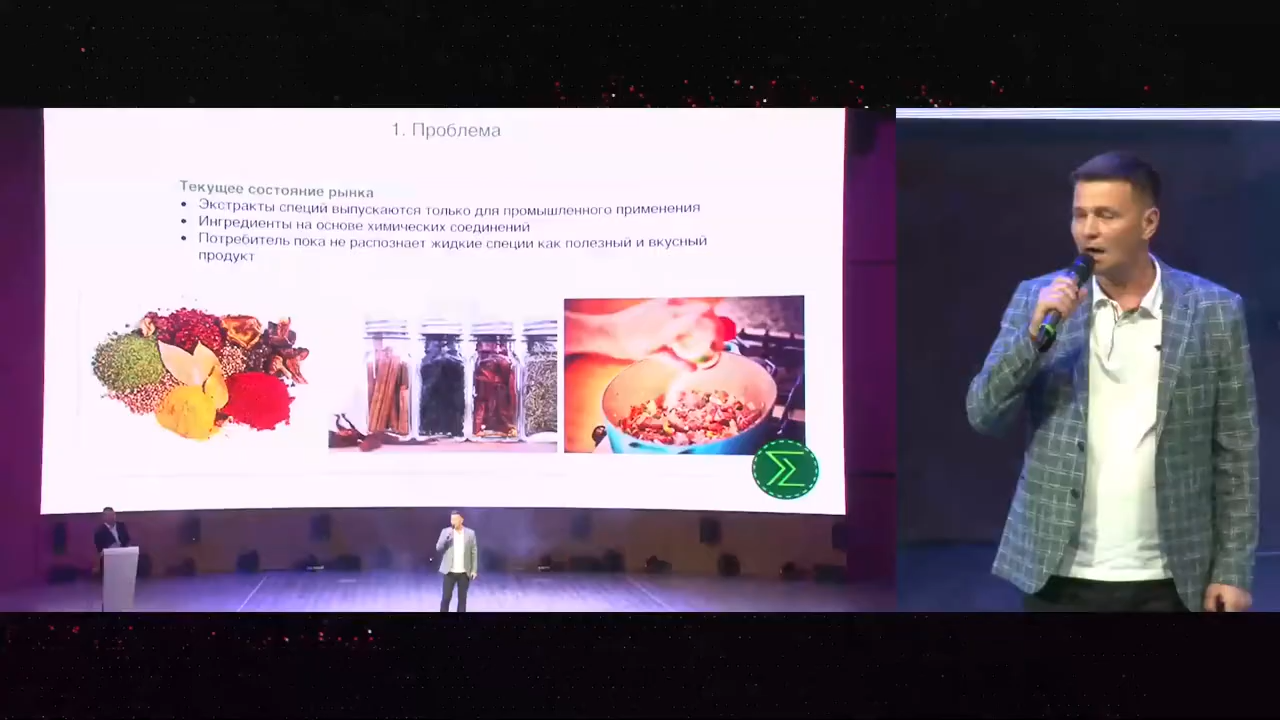 1. Проблема
Текущее состояние рынка
• Экстракты специй выпускаются только для промышленного применения
• Ингредиенты на основе химических соединений
• Потребитель пока не распознает жидкие специи как полезный и вкусный
продукт